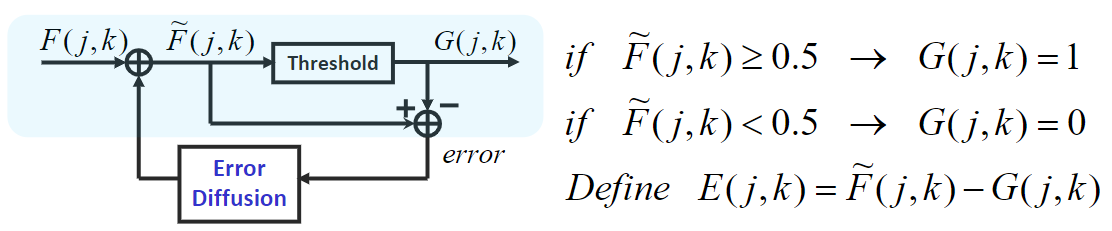 F(j,k) F̃(j,k) Threshold G(j,k)
+ −
error
Error
Diffusion
if F̃(j,k) ≥ 0.5 → G(j,k) = 1
if F̃(j,k) < 0.5 → G(j,k) = 0
Define E(j,k) = F̃(j,k) − G(j,k)